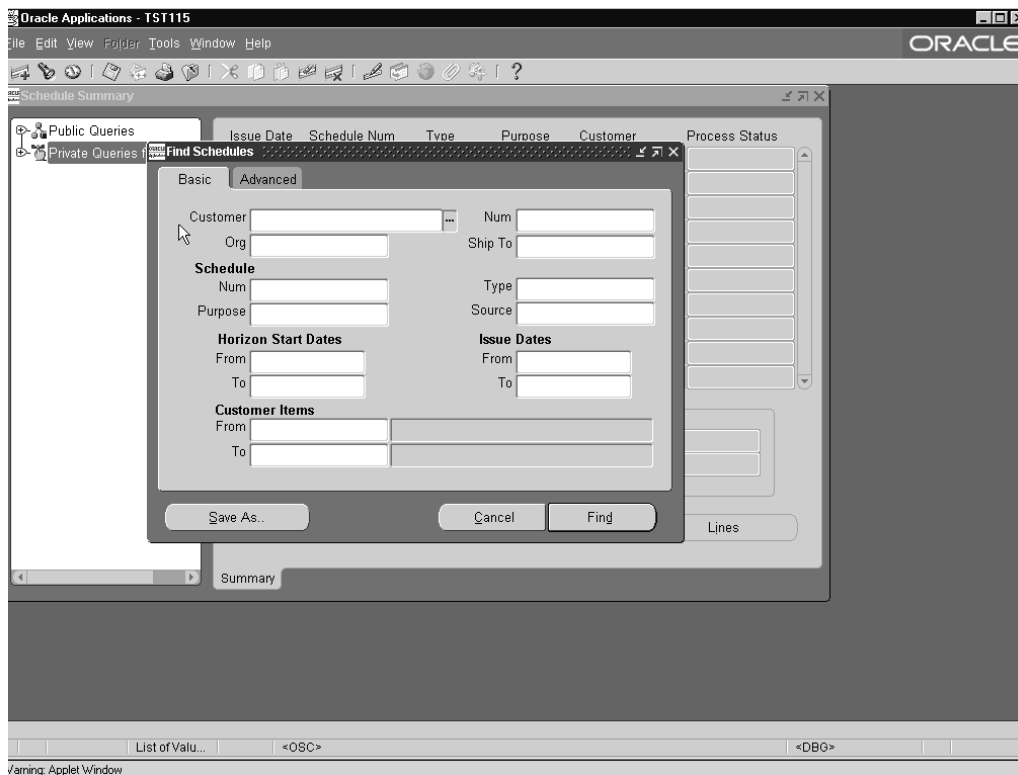 Oracle Applications - TST115
File Edit View Folder Tools Window Help
ORACLE
Schedule Summary
Public Queries
Private Queries f
Issue Date Schedule Num Type Purpose Customer Process Status
Find Schedules
Basic Advanced
Customer ... Num
Org Ship To
Schedule
Num Type
Purpose Source
Horizon Start Dates Issue Dates
From From
To To
Customer Items
From
To
Save As.. Cancel Find
Lines
Summary
List of Valu... <OSC> <DBG>
Warning: Applet Window